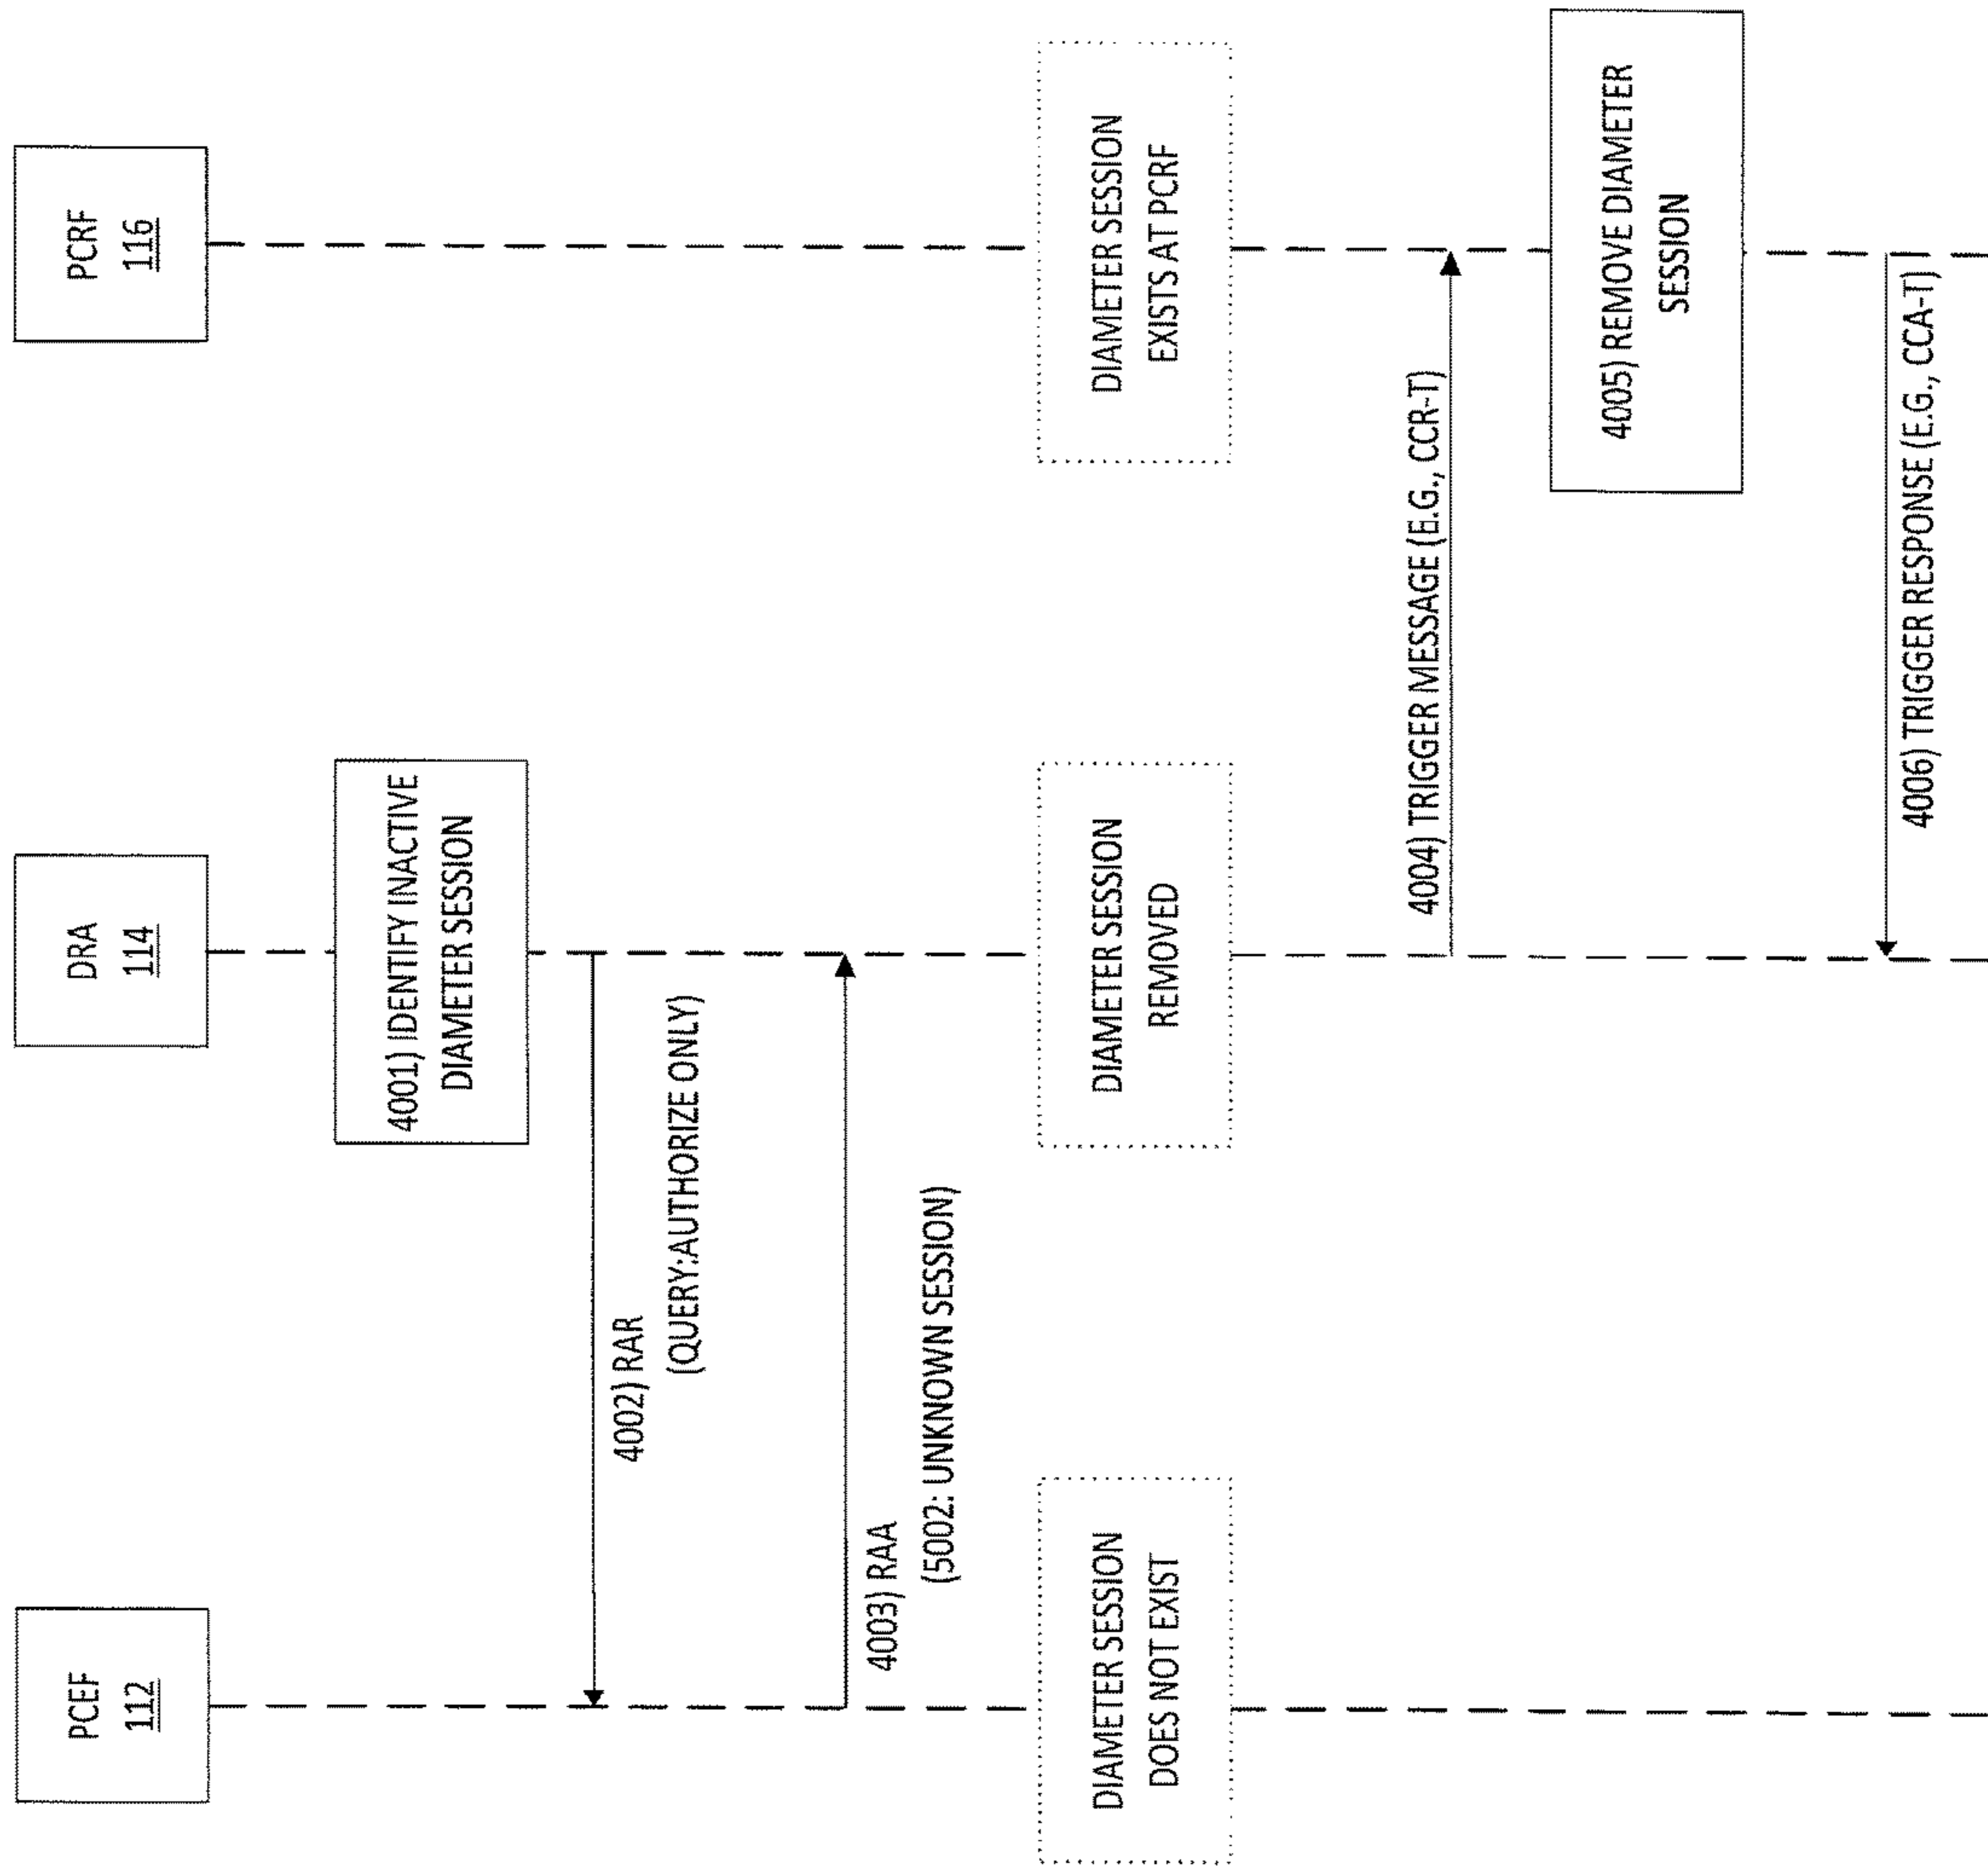 PCEF
112
DRA
114
PCRF
116
4001) IDENTIFY INACTIVE
DIAMETER SESSION
4002) RAR
(QUERY:AUTHORIZE ONLY)
4003) RAA
(5002: UNKNOWN SESSION)
DIAMETER SESSION
DOES NOT EXIST
DIAMETER SESSION
REMOVED
DIAMETER SESSION
EXISTS AT PCRF
4004) TRIGGER MESSAGE (E.G., CCR-T)
4005) REMOVE DIAMETER
SESSION
4006) TRIGGER RESPONSE (E.G., CCA-T)